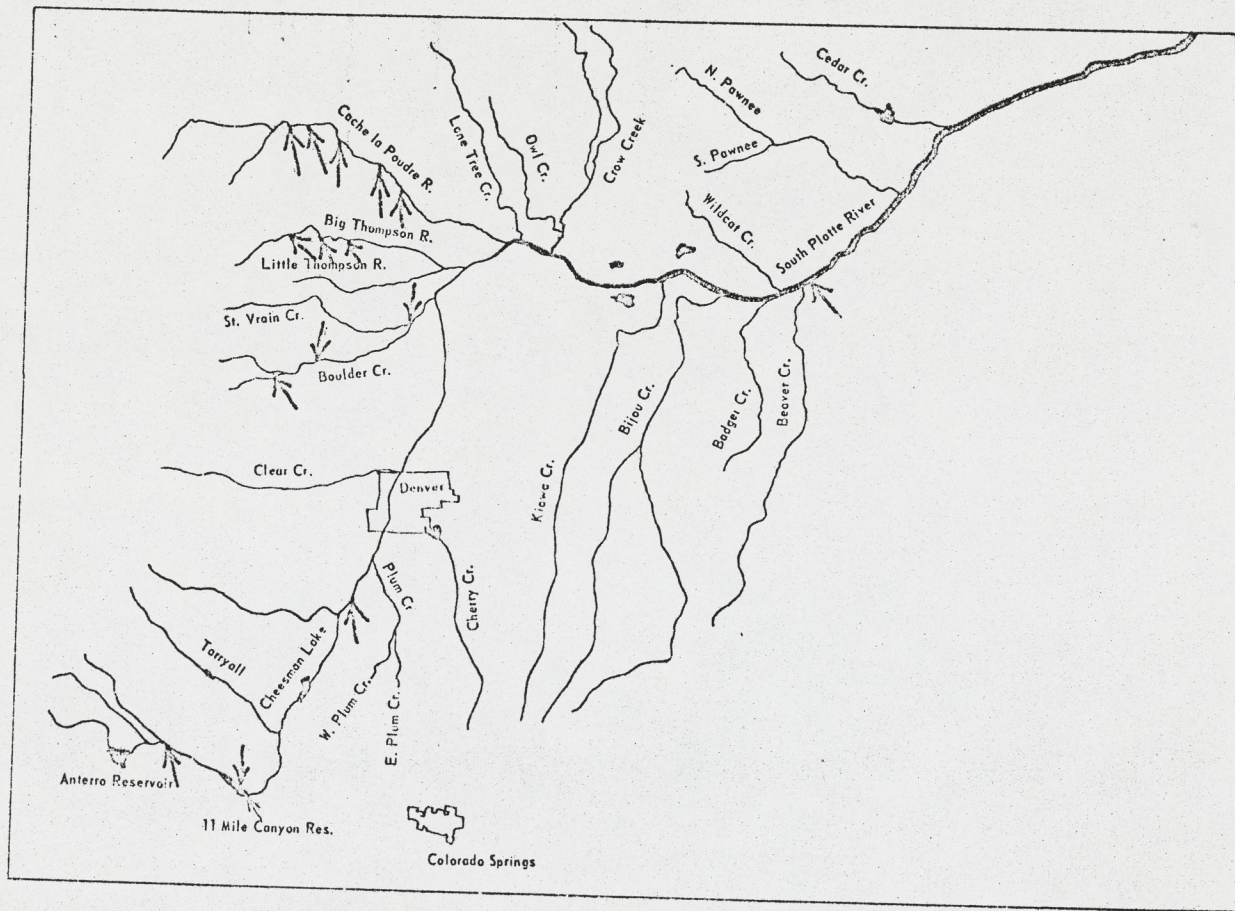 Cedar Cr.
N. Pawnee
S. Pawnee
Cache la Poudre R.
Lone Tree Cr.
Owl Cr.
Crow Creek
Wildcat Cr.
South Plotte River
Big Thompson R.
Little Thompson R.
St. Vrain Cr.
Boulder Cr.
Clear Cr.
Denver
Kiowa Cr.
Bijou Cr.
Badger Cr.
Beaver Cr.
Plum Cr
Cherry Cr.
Tarryall
Cheesman Lake
W. Plum Cr.
E. Plum Cr.
Anterro Reservoir
11 Mile Canyon Res.
Colorado Springs